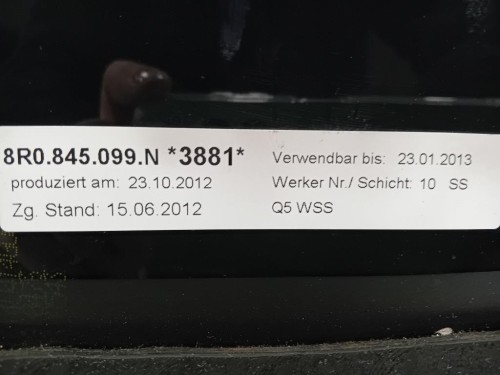 8R0.845.099.N *3881* Verwendbar bis: 23.01.2013
produziert am: 23.10.2012 Werker Nr./ Schicht: 10 SS
Zg. Stand: 15.06.2012 Q5 WSS